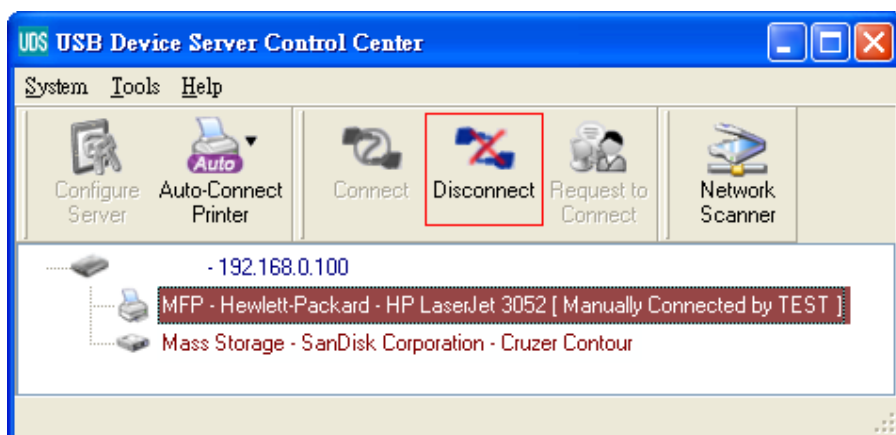 UDS USB Device Server Control Center
System Tools Help
Auto
Configure Server
Auto-Connect Printer
Connect
Disconnect
Request to Connect
Network Scanner
- 192.168.0.100
MFP - Hewlett-Packard - HP LaserJet 3052 [ Manually Connected by TEST ]
Mass Storage - SanDisk Corporation - Cruzer Contour